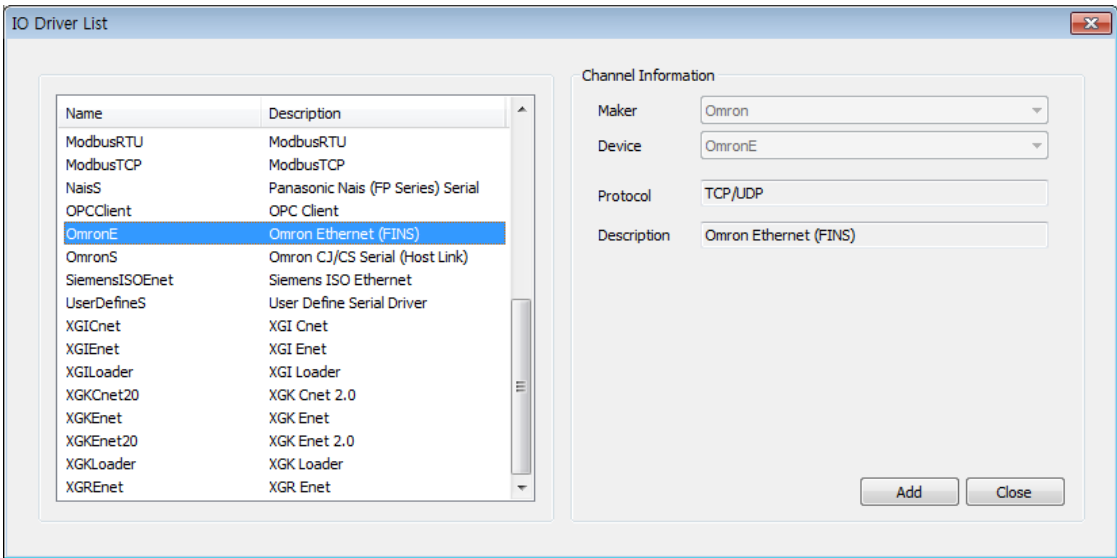 IO Driver List
Name Description
ModbusRTU ModbusRTU
ModbusTCP ModbusTCP
NaisS Panasonic Nais (FP Series) Serial
OPCClient OPC Client
OmronE Omron Ethernet (FINS)
OmronS Omron CJ/CS Serial (Host Link)
SiemensISOEnet Siemens ISO Ethernet
UserDefineS User Define Serial Driver
XGICnet XGI Cnet
XGIEnet XGI Enet
XGILoader XGI Loader
XGKCnet20 XGK Cnet 2.0
XGKEnet XGK Enet
XGKEnet20 XGK Enet 2.0
XGKLoader XGK Loader
XGREnet XGR Enet
Channel Information
Maker Omron
Device OmronE
Protocol TCP/UDP
Description Omron Ethernet (FINS)
Add Close